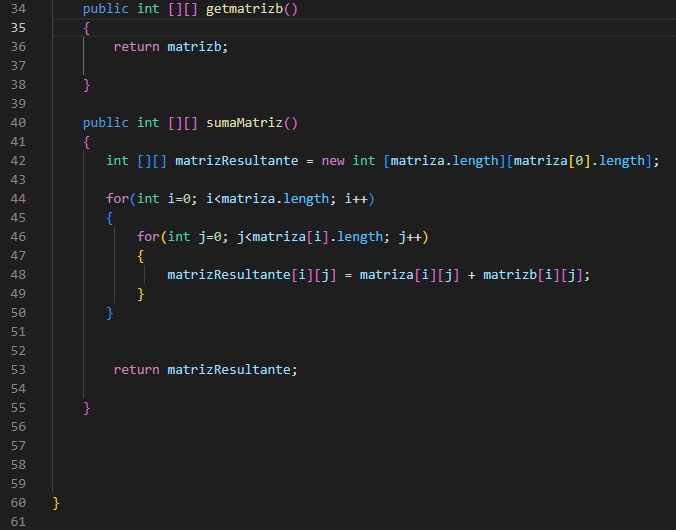 34 public int [][] getmatrizb()
35 {
36 return matrizb;
37
38 }
39
40 public int [][] sumaMatriz()
41 {
42 int [][] matrizResultante = new int [matriza.length][matriza[0].length];
43
44 for(int i=0; i<matriza.length; i++)
45 {
46 for(int j=0; j<matriza[i].length; j++)
47 {
48 matrizResultante[i][j] = matriza[i][j] + matrizb[i][j];
49 }
50 }
51
52
53 return matrizResultante;
54
55 }
56
57
58
59
60 }
61